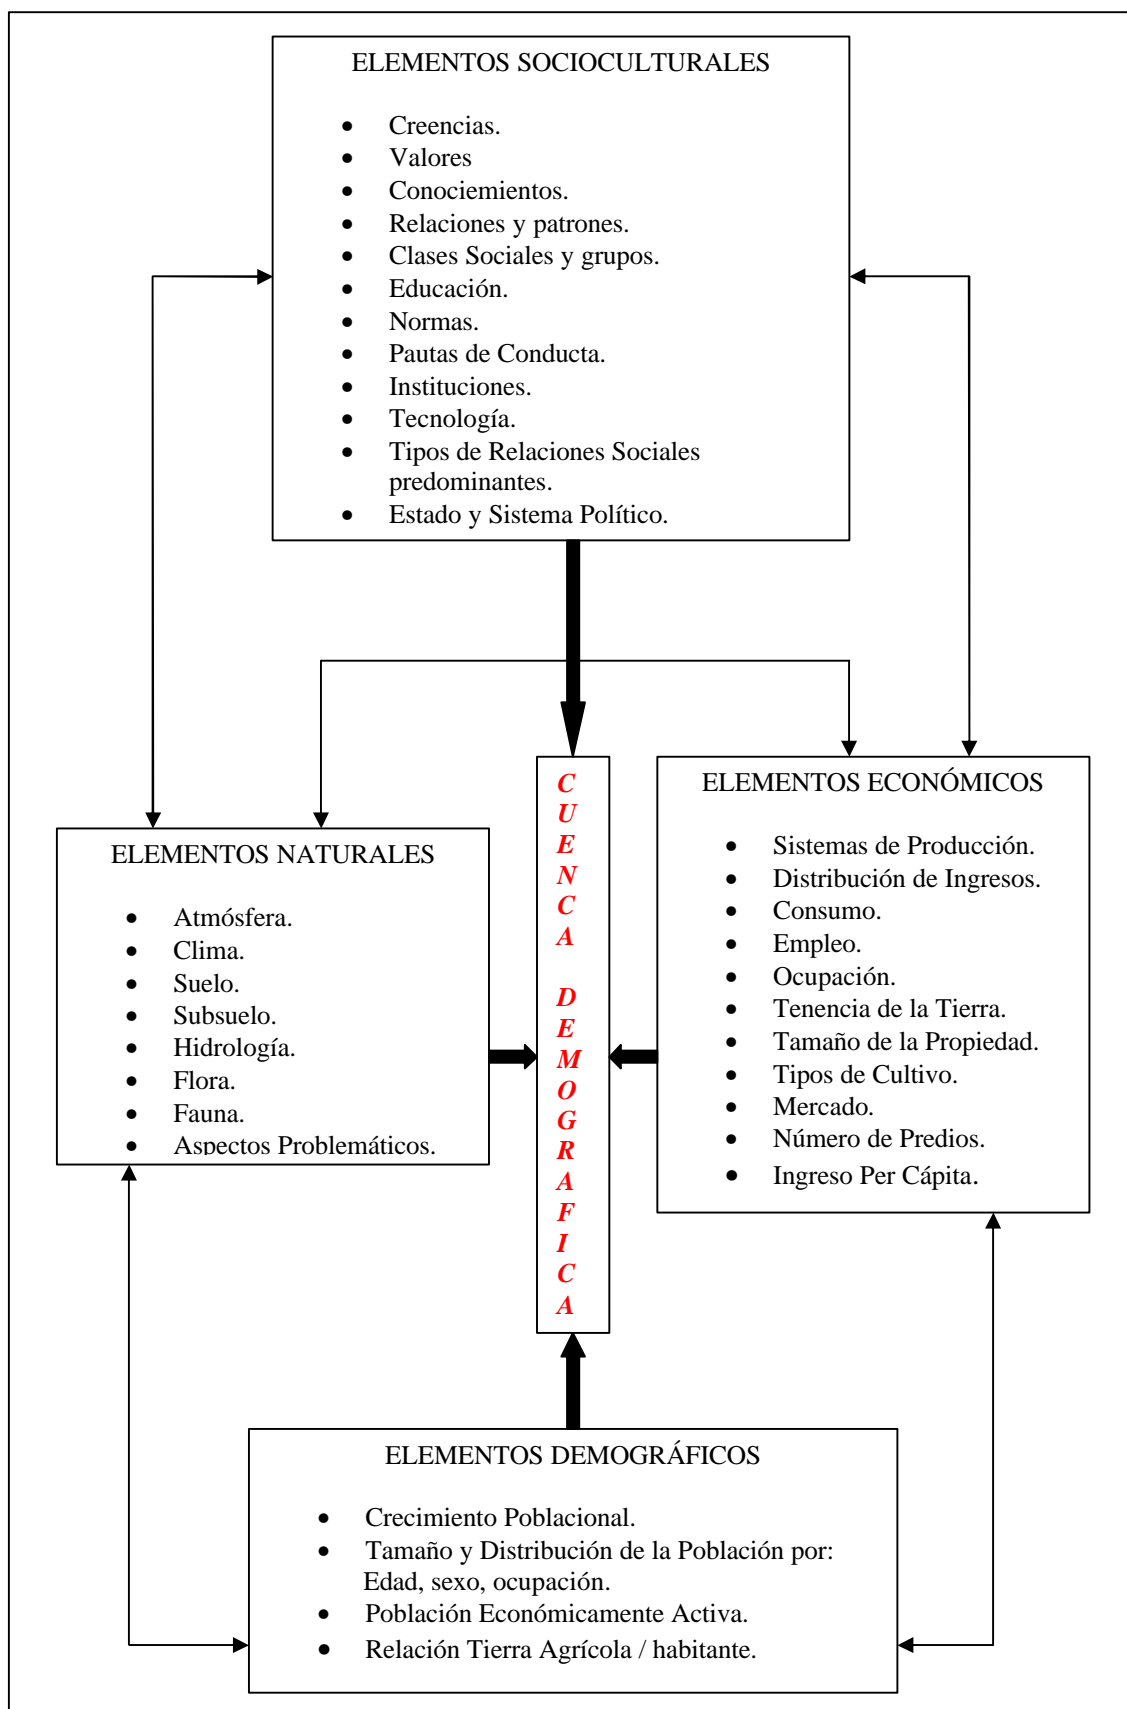 ELEMENTOS SOCIOCULTURALES
• Creencias.
• Valores
• Conociemientos.
• Relaciones y patrones.
• Clases Sociales y grupos.
• Educación.
• Normas.
• Pautas de Conducta.
• Instituciones.
• Tecnología.
• Tipos de Relaciones Sociales
predominantes.
• Estado y Sistema Político.
ELEMENTOS NATURALES
• Atmósfera.
• Clima.
• Suelo.
• Subsuelo.
• Hidrología.
• Flora.
• Fauna.
• Aspectos Problemáticos.
CUENCA DEMOGRAFICA
ELEMENTOS ECONÓMICOS
• Sistemas de Producción.
• Distribución de Ingresos.
• Consumo.
• Empleo.
• Ocupación.
• Tenencia de la Tierra.
• Tamaño de la Propiedad.
• Tipos de Cultivo.
• Mercado.
• Número de Predios.
• Ingreso Per Cápita.
ELEMENTOS DEMOGRÁFICOS
• Crecimiento Poblacional.
• Tamaño y Distribución de la Población por:
Edad, sexo, ocupación.
• Población Económicamente Activa.
• Relación Tierra Agrícola / habitante.